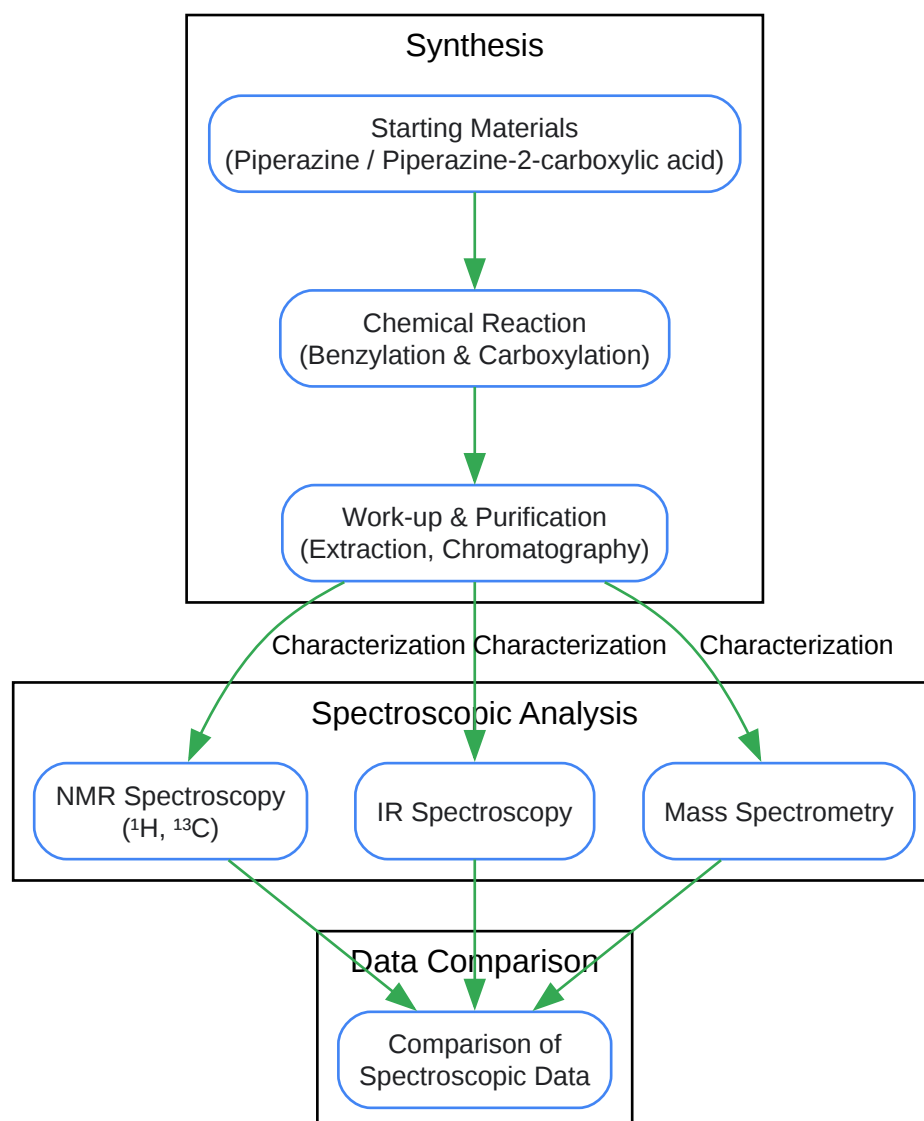 Synthesis
Starting Materials
(Piperazine / Piperazine-2-carboxylic acid)
Chemical Reaction
(Benzylation & Carboxylation)
Work-up & Purification
(Extraction, Chromatography)
Characterization
Characterization
Characterization
Spectroscopic Analysis
NMR Spectroscopy
(¹H, ¹³C)
IR Spectroscopy
Mass Spectrometry
Data Comparison
Comparison of
Spectroscopic Data